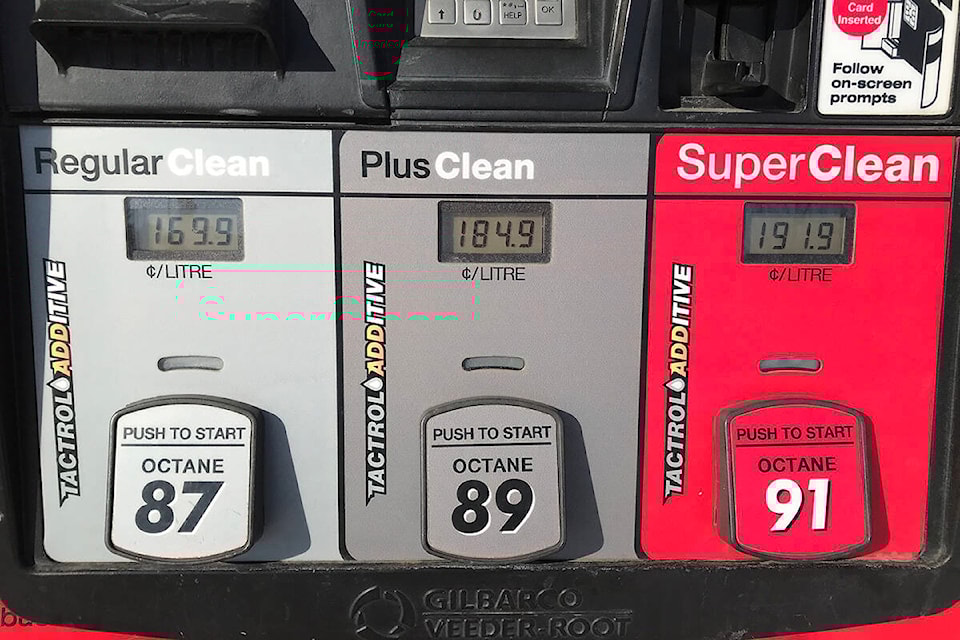 HELP
OK
Card
Inserted
Follow
on-screen
prompts
Regular Clean
Plus Clean
Super Clean
169.9
184.9
191.9
¢/LITRE
¢/LITRE
¢/LITRE
TACTROL ADDITIVE
TACTROL ADDITIVE
TACTROL ADDITIVE
PUSH TO START
OCTANE
87
PUSH TO START
OCTANE
89
PUSH TO START
OCTANE
91
GILBARCO
VEEDER-ROOT